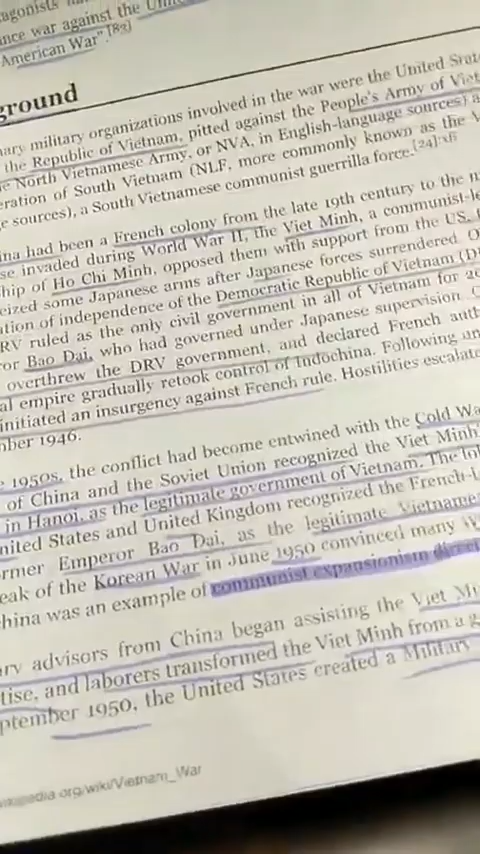 agonists
nce war against the
American War".[83]
ground
ary military organizations involved in the war were the United
the Republic of Vietnam, pitted against the People's Army of
e North Vietnamese Army, or NVA, in English-language sources) a
eration of South Vietnam (NLF, more commonly known as the
e sources), a South Vietnamese communist guerrilla force.[24]
ina had been a French colony from the late 19th century to the
se invaded during World War II, the Viet Minh, a communist-le
ship of Ho Chi Minh, opposed them with support from the US,
eized some Japanese arms after Japanese forces surrendered.
ation of independence of the Democratic Republic of Vietnam (D
RV ruled as the only civil government in all of Vietnam for 20
or Bao Dai, who had governed under Japanese supervision.
overthrew the DRV government, and declared French auth
al empire gradually retook control of Indochina. Following un
initiated an insurgency against French rule. Hostilities escalate
mber 1946.
1950s, the conflict had become entwined with the Cold Wa
of China and the Soviet Union recognized the Viet Minh
in Hanoi, as the legitimate government of Vietnam. The
nited States and United Kingdom recognized the French-
rmer Emperor Bao Dai, as the legitimate Vietname
eak of the Korean War in June 1950 convinced many
hina was an example of communist expansionism
ry advisors from China began assisting the Viet Mi
tise, and laborers transformed the Viet Minh from a g
ptember 1950, the United States created a Military
wikipedia.org/wiki/Vietnam_War